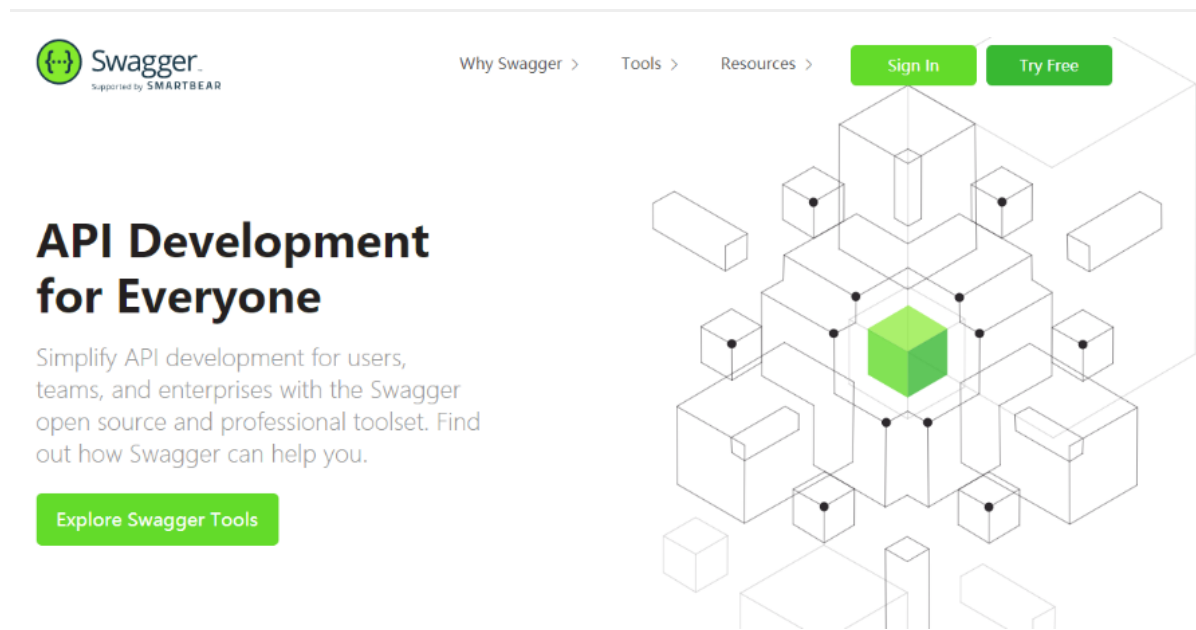 {···} Swagger™
Supported by SMARTBEAR
Why Swagger >
Tools >
Resources >
Sign In
Try Free
API Development
for Everyone
Simplify API development for users,
teams, and enterprises with the Swagger
open source and professional toolset. Find
out how Swagger can help you.
Explore Swagger Tools